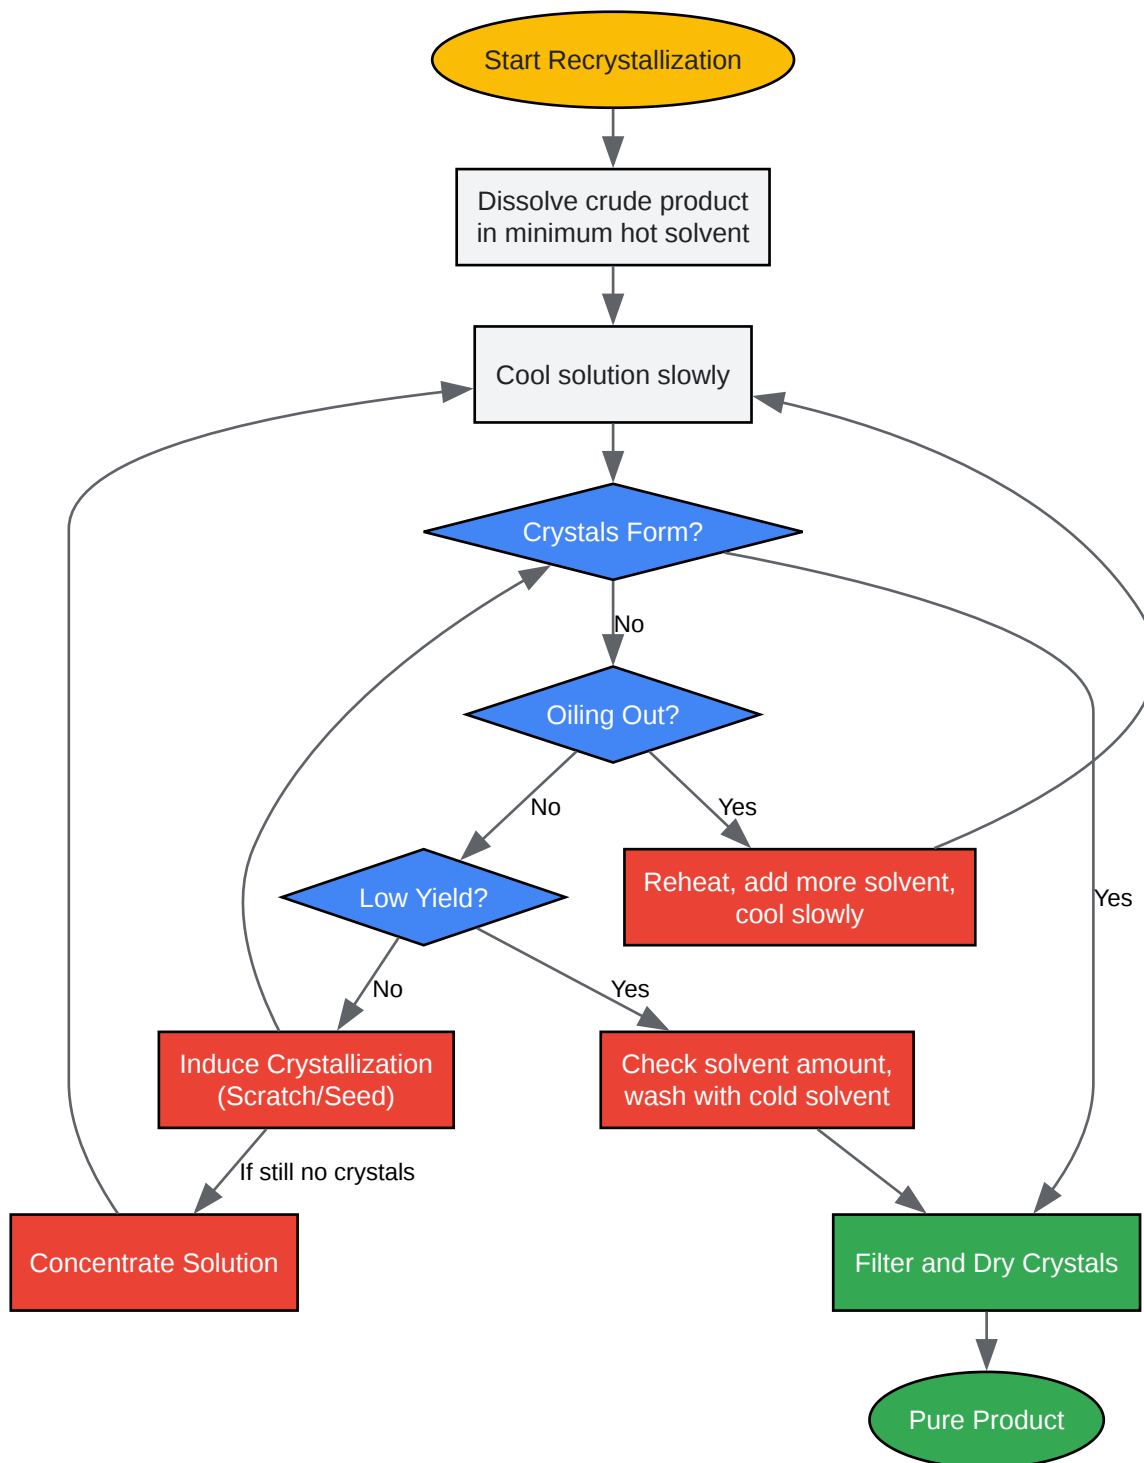 Start Recrystallization
Dissolve crude product
in minimum hot solvent
Cool solution slowly
Crystals Form?
No
Oiling Out?
No
Yes
Low Yield?
Reheat, add more solvent,
cool slowly
Yes
No
Yes
Induce Crystallization
(Scratch/Seed)
Check solvent amount,
wash with cold solvent
If still no crystals
Concentrate Solution
Filter and Dry Crystals
Pure Product